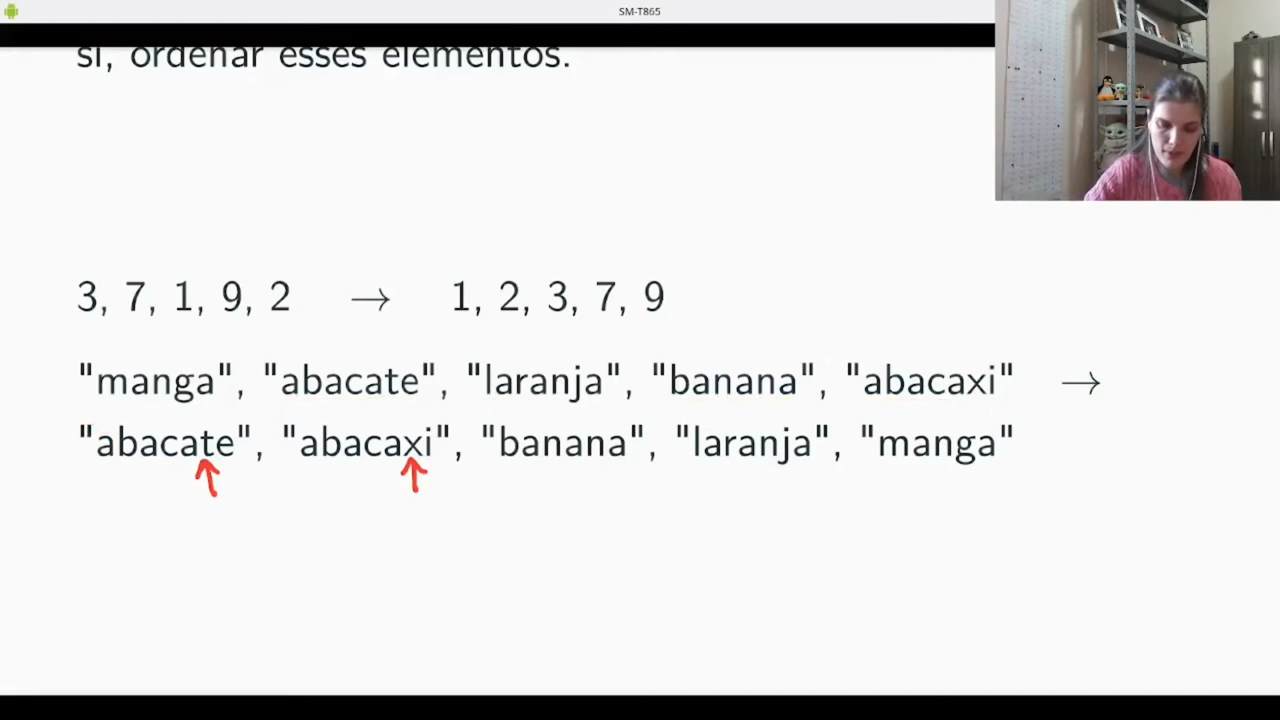 SM-T865
si, ordenar esses elementos.
3, 7, 1, 9, 2 → 1, 2, 3, 7, 9
"manga", "abacate", "laranja", "banana", "abacaxi" →
"abacate", "abacaxi", "banana", "laranja", "manga"